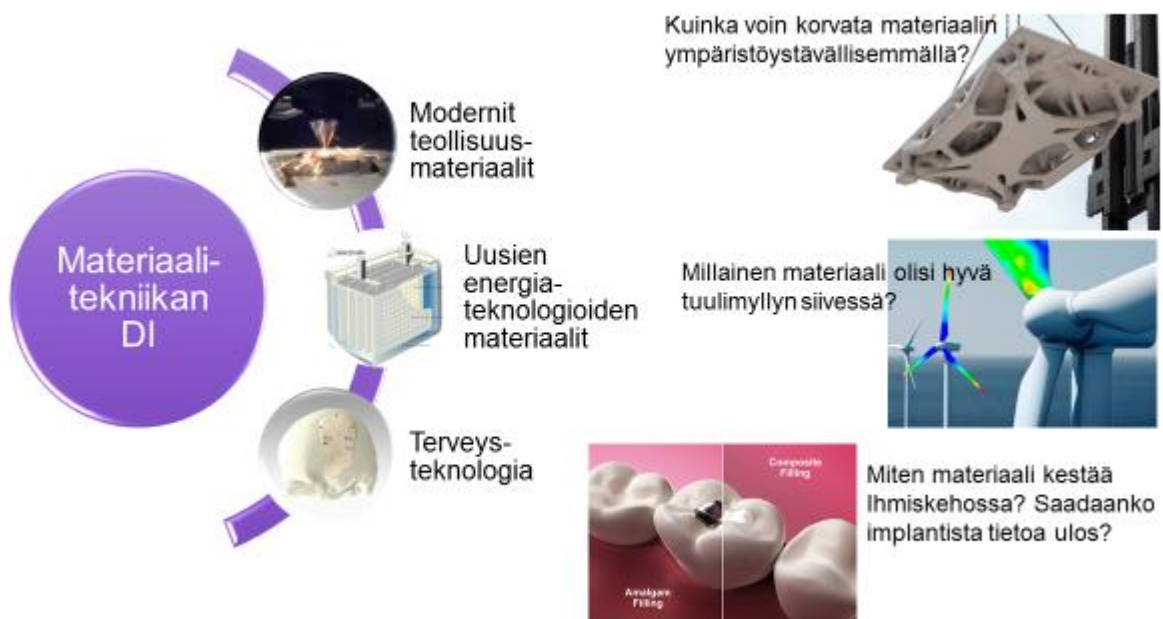 Materiaali-
tekniikan
DI
Modernit
teollisuus-
materiaalit
Uusien
energia-
teknologioiden
materiaalit
Terveys-
teknologia
Kuinka voin korvata materiaalin
ympäristöystävällisemmällä?
Millainen materiaali olisi hyvä
tuulimyllyn siivessä?
Composite
Filling
Amalgam
Filling
Miten materiaali kestää
Ihmiskehossa? Saadaanko
implantista tietoa ulos?